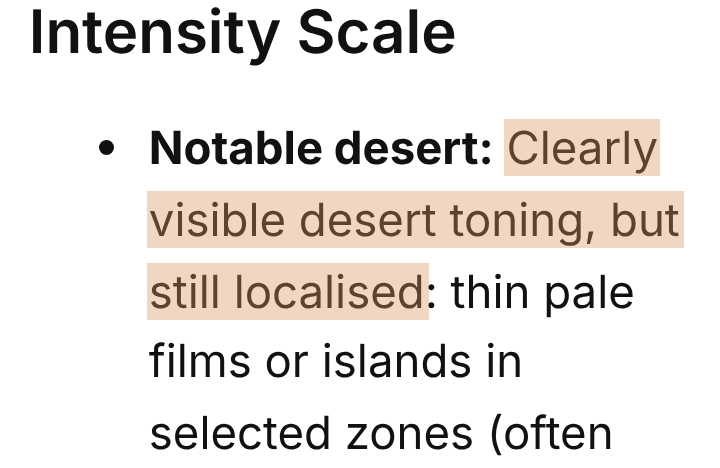 Intensity Scale
• Notable desert: Clearly
visible desert toning, but
still localised: thin pale
films or islands in
selected zones (often